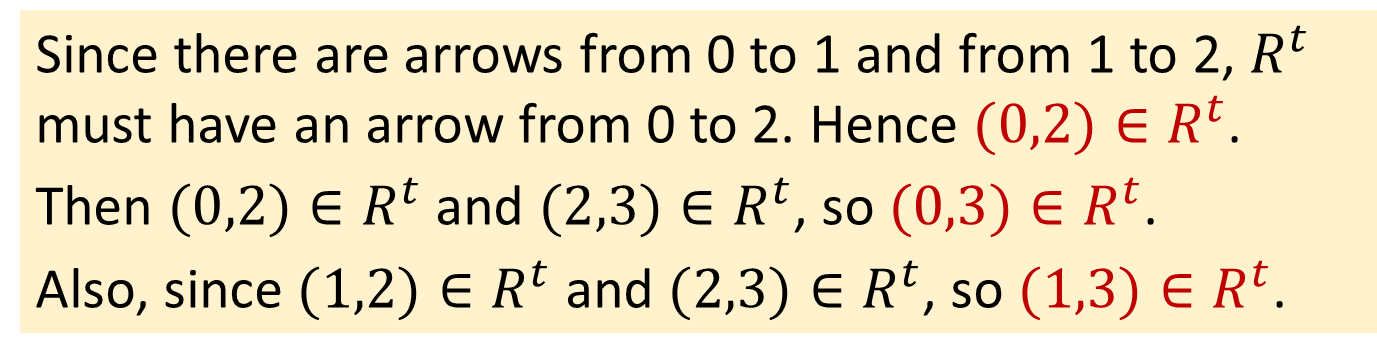 Since there are arrows from 0 to 1 and from 1 to 2, Rᵗ
must have an arrow from 0 to 2. Hence (0,2) ∈ Rᵗ.
Then (0,2) ∈ Rᵗ and (2,3) ∈ Rᵗ, so (0,3) ∈ Rᵗ.
Also, since (1,2) ∈ Rᵗ and (2,3) ∈ Rᵗ, so (1,3) ∈ Rᵗ.